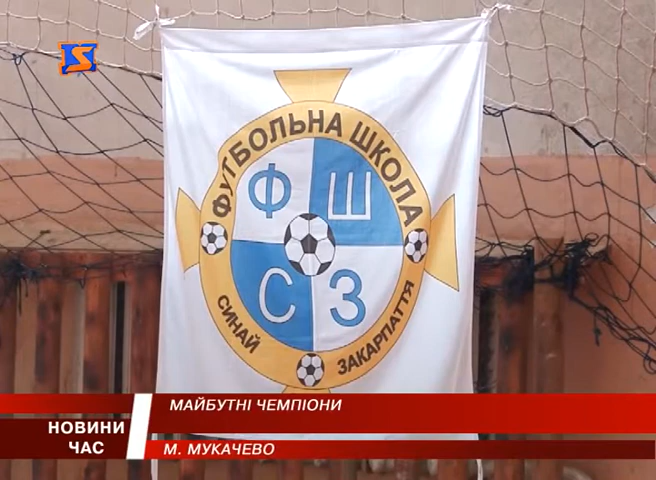 S
ФУТБОЛЬНА ШКОЛА
Ф Ш
С З
СИНАЙ ЗАКАРПАТТЯ
МАЙБУТНІ ЧЕМПІОНИ
НОВИНИ
ЧАС
М. МУКАЧЕВО